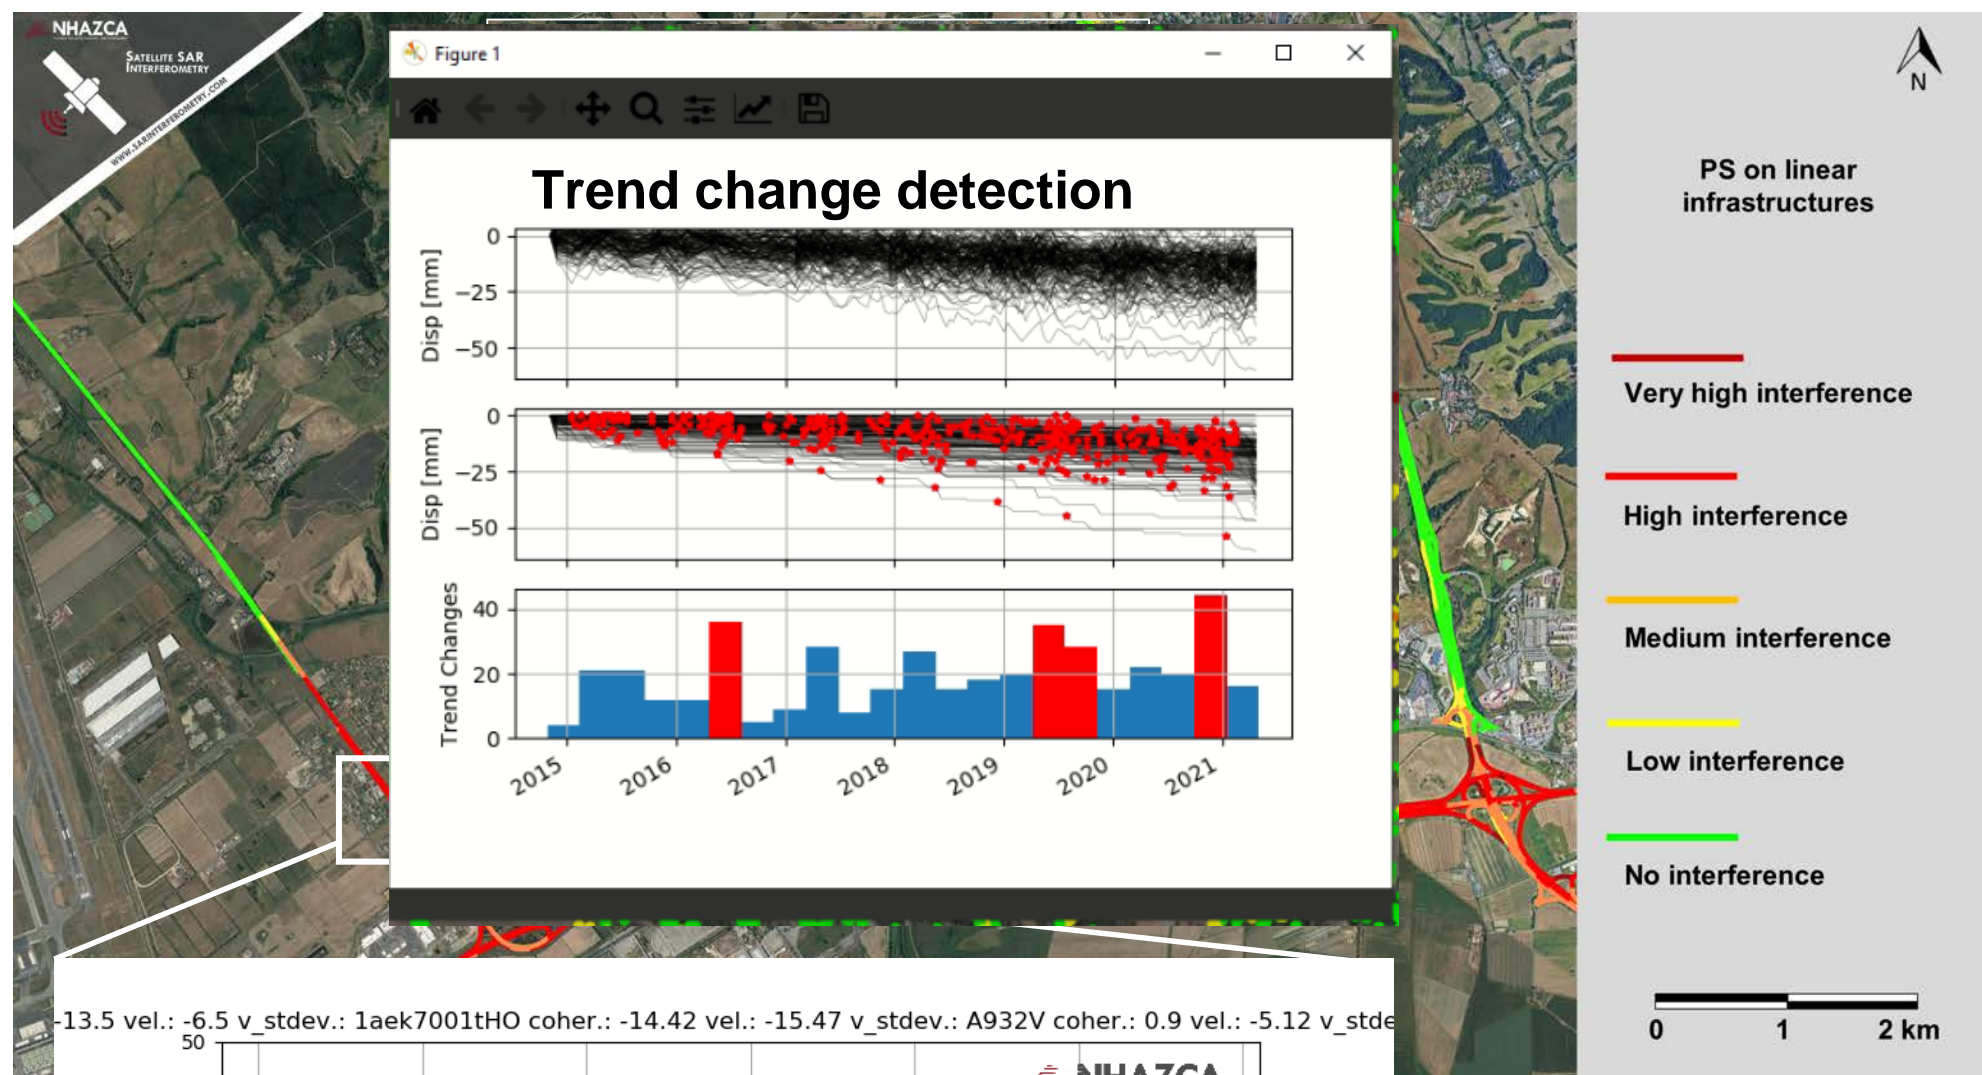 NHAZCA
SATELLITE SAR
INTERFEROMETRY
WWW.SARINTERFEROMETRY.COM
Figure 1
Trend change detection
0
−25
−50
Disp [mm]
0
−25
−50
Disp [mm]
40
20
0
Trend Changes
2015 2016 2017 2018 2019 2020 2021
-13.5 vel.: -6.5 v_stdev.: 1aek7001tHO coher.: -14.42 vel.: -15.47 v_stdev.: A932V coher.: 0.9 vel.: -5.12 v_stde
50
NHAZCA
N
PS on linear
infrastructures
Very high interference
High interference
Medium interference
Low interference
No interference
0 1 2 km